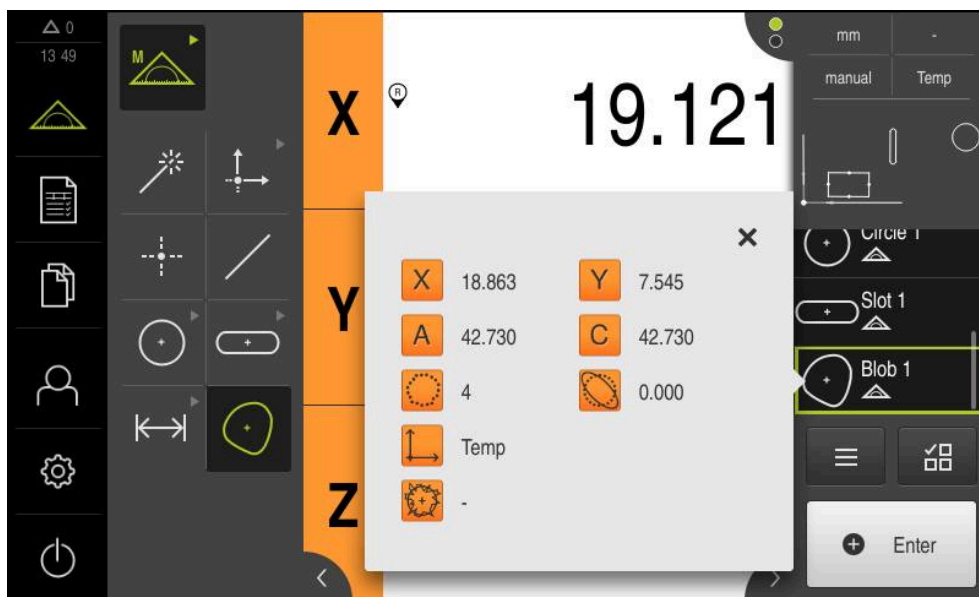 0
13 49
M
X
R
19.121
mm
-
manual
Temp
Circle 1
Slot 1
Blob 1
Y
Z
X 18.863
Y 7.545
A 42.730
C 42.730
4
0.000
Temp
-
Enter